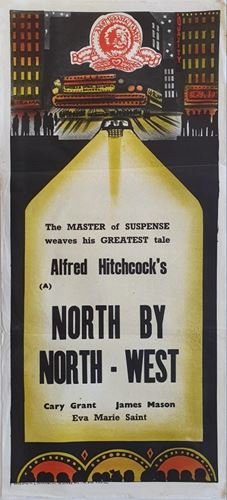 The MASTER of SUSPENSE
weaves his GREATEST tale
Alfred Hitchcock's
(A)
NORTH BY
NORTH - WEST
Cary Grant James Mason
Eva Marie Saint